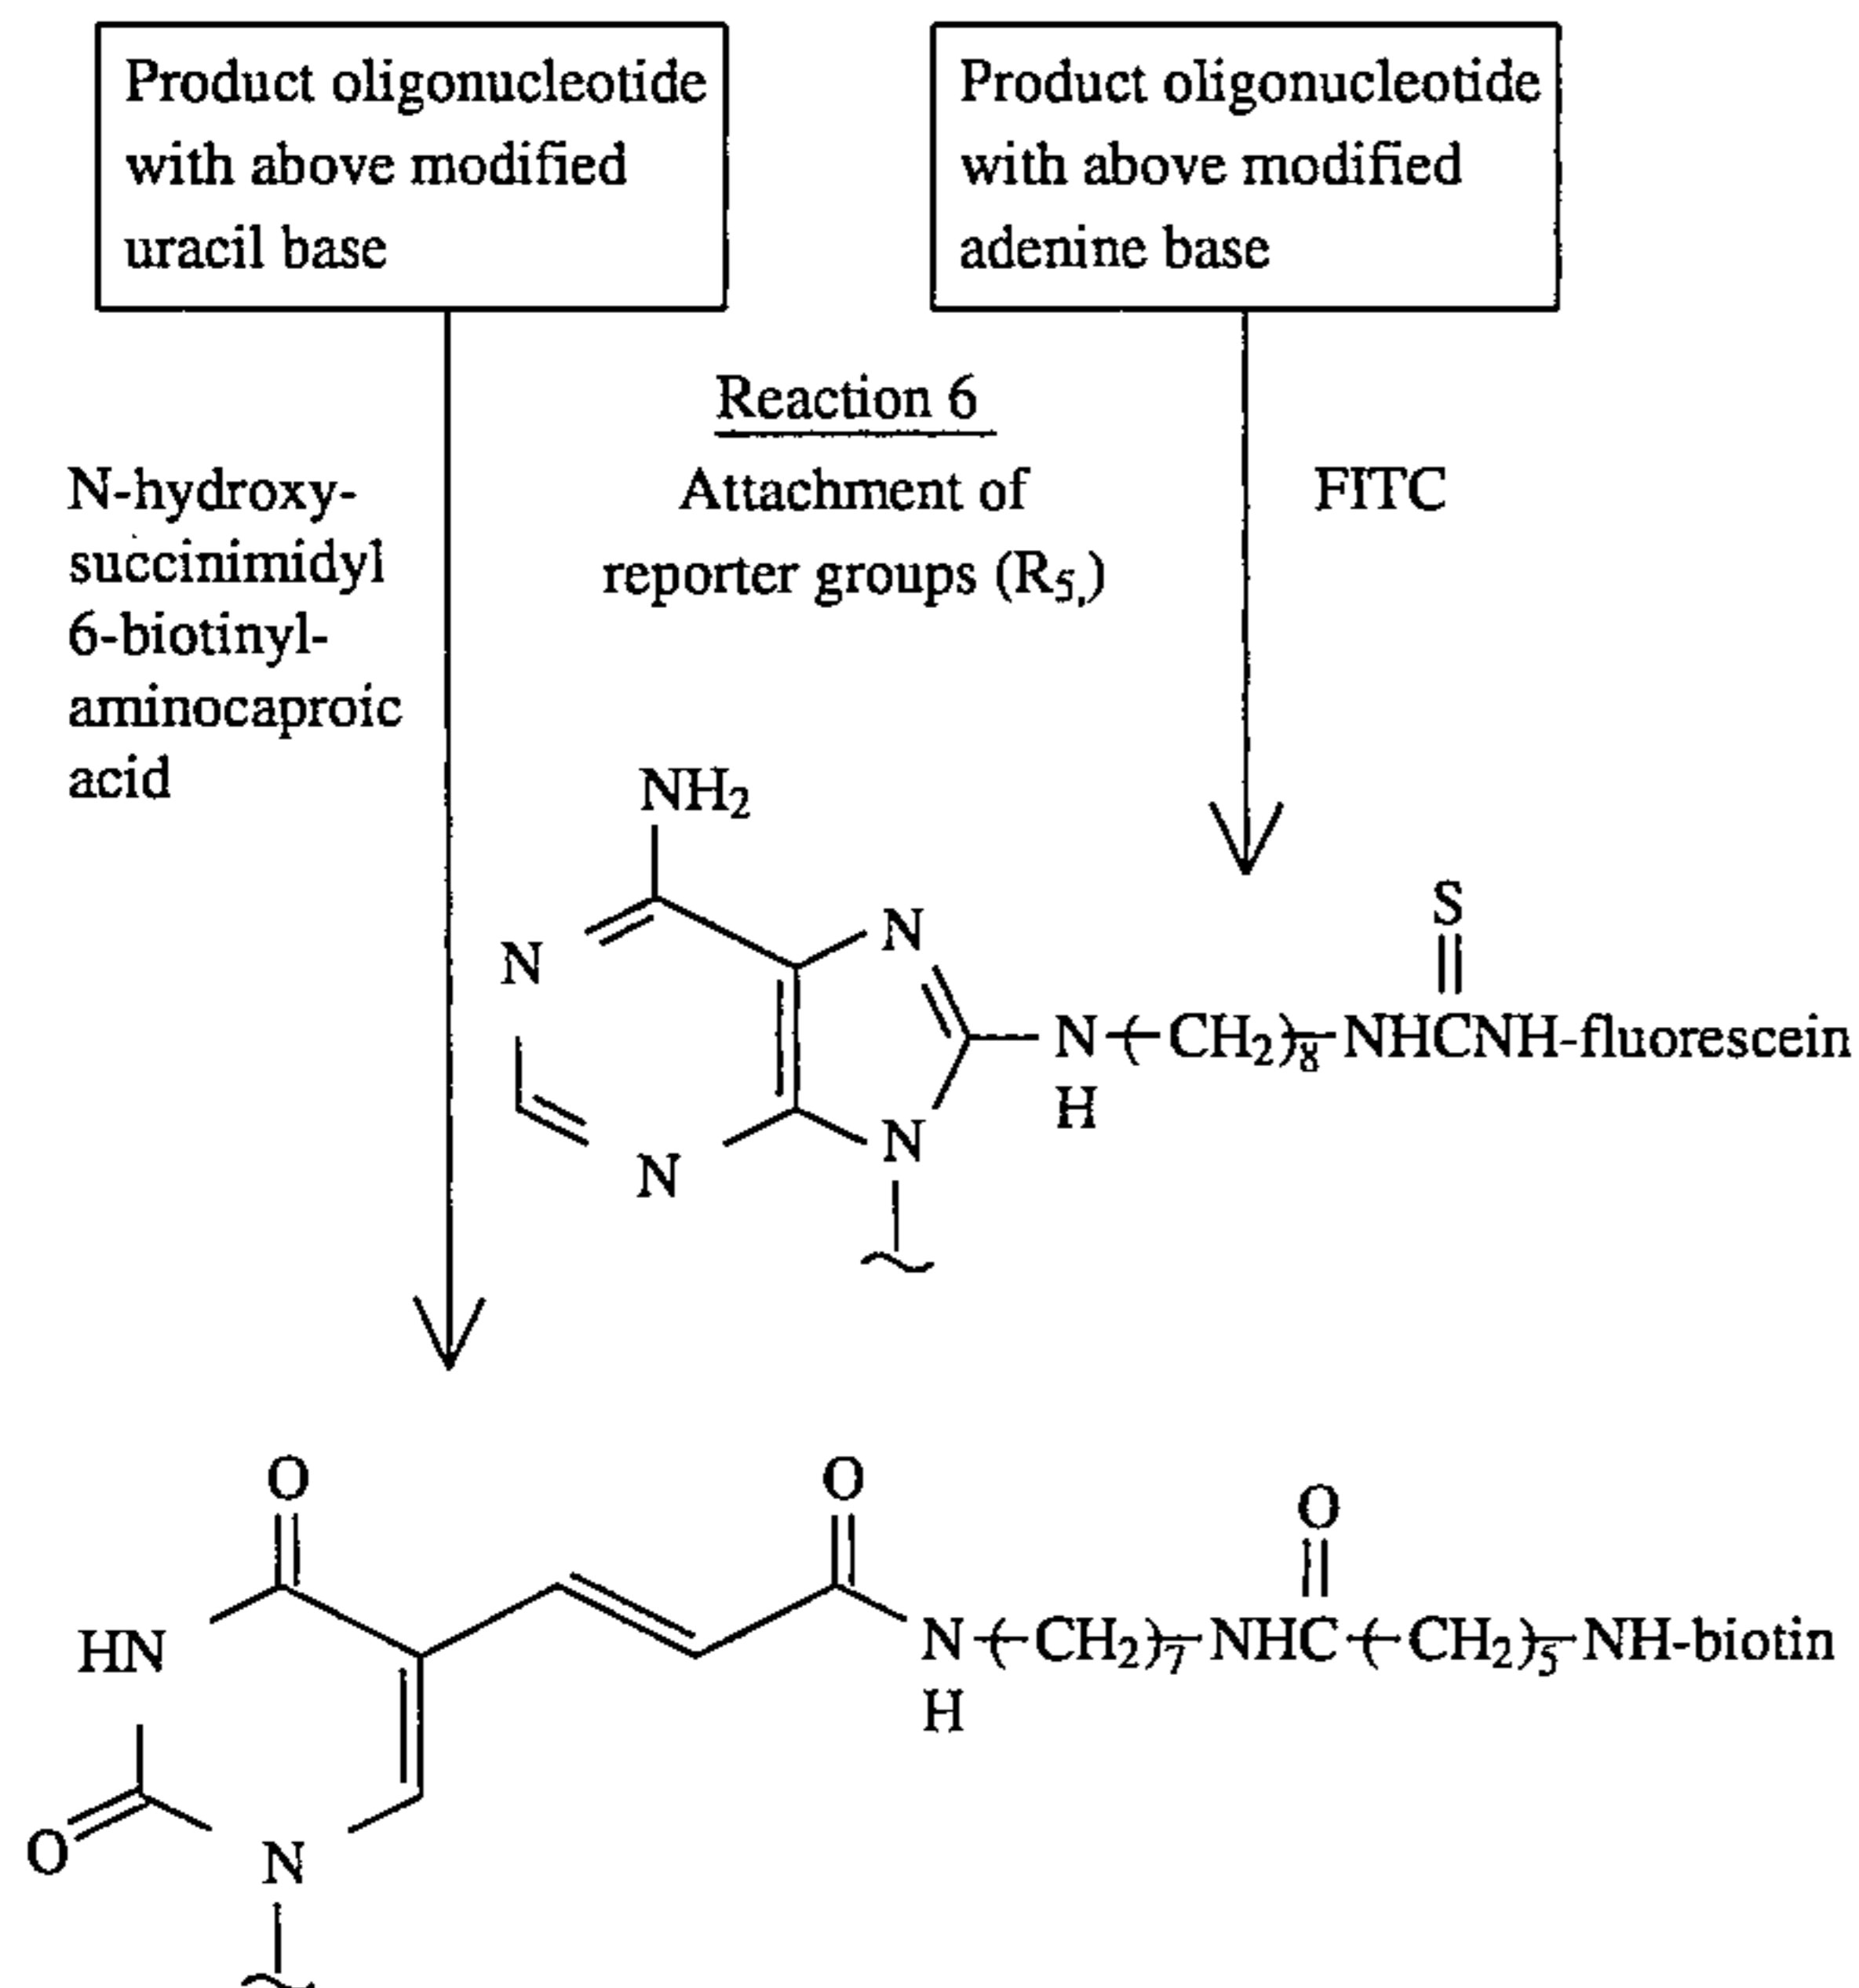 Product oligonucleotide
with above modified
uracil base
Product oligonucleotide
with above modified
adenine base
Reaction 6
Attachment of
reporter groups (R5,)
N-hydroxy-
succinimidyl
6-biotinyl-
aminocaproic
acid
FITC
NH2
N
N
S
N-(-CH2)8-NHCNH-fluorescein
H
N
N
O
O
O
HN
N-(-CH2)7-NHC-(-CH2)5-NH-biotin
H
O
N